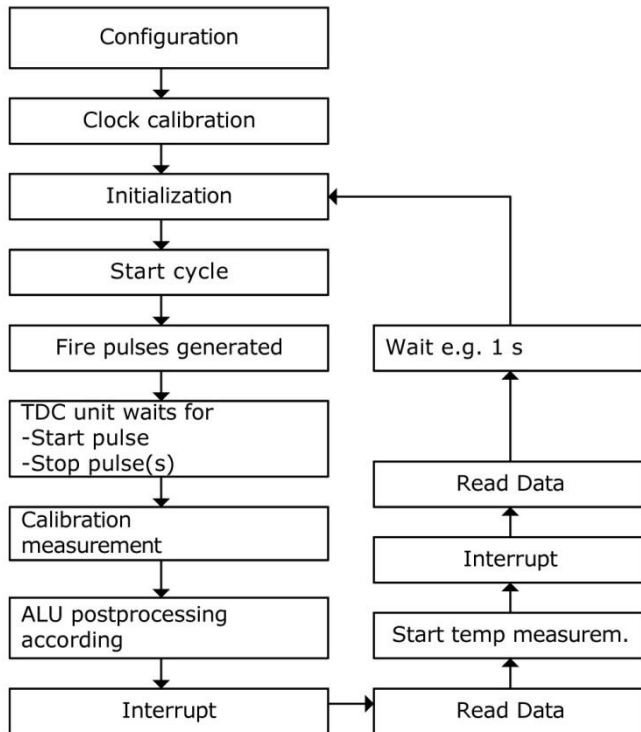 Configuration
Clock calibration
Initialization
Start cycle
Fire pulses generated
TDC unit waits for
-Start pulse
-Stop pulse(s)
Calibration
measurement
ALU postprocessing
according
Interrupt
Read Data
Start temp measurem.
Interrupt
Read Data
Wait e.g. 1 s